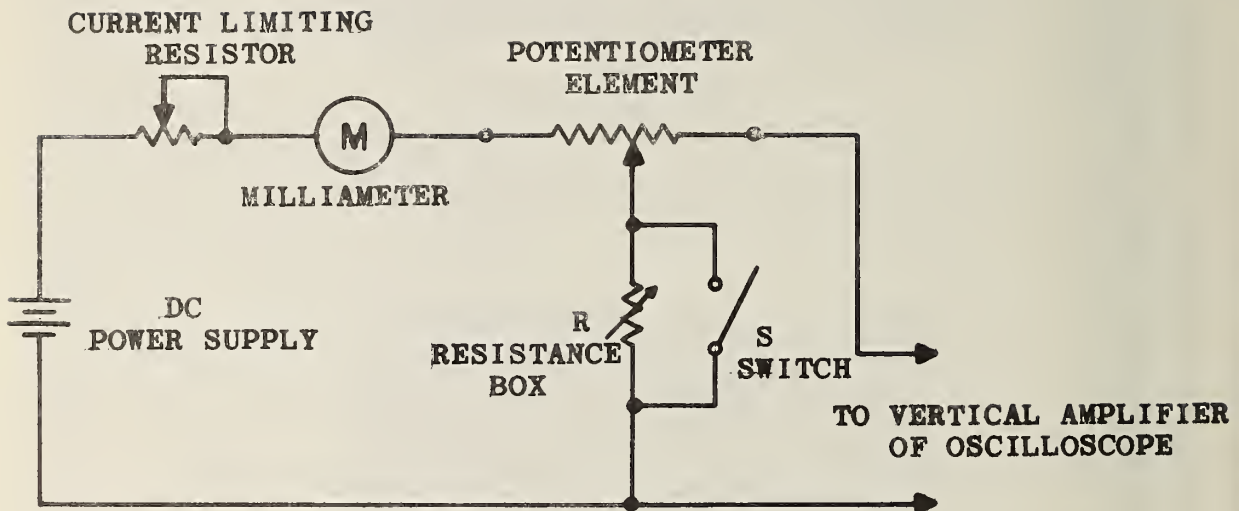 CURRENT LIMITING
RESISTOR
POTENTIOMETER
ELEMENT
M
MILLIAMETER
DC
POWER SUPPLY
R
RESISTANCE
BOX
S
SWITCH
TO VERTICAL AMPLIFIER
OF OSCILLOSCOPE